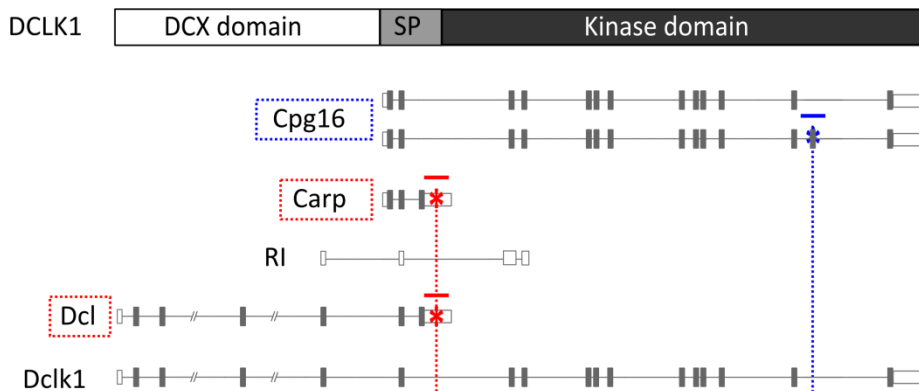 DCLK1 DCX domain SP Kinase domain
Cpg16
Carp
RI
Dcl
Dclk1